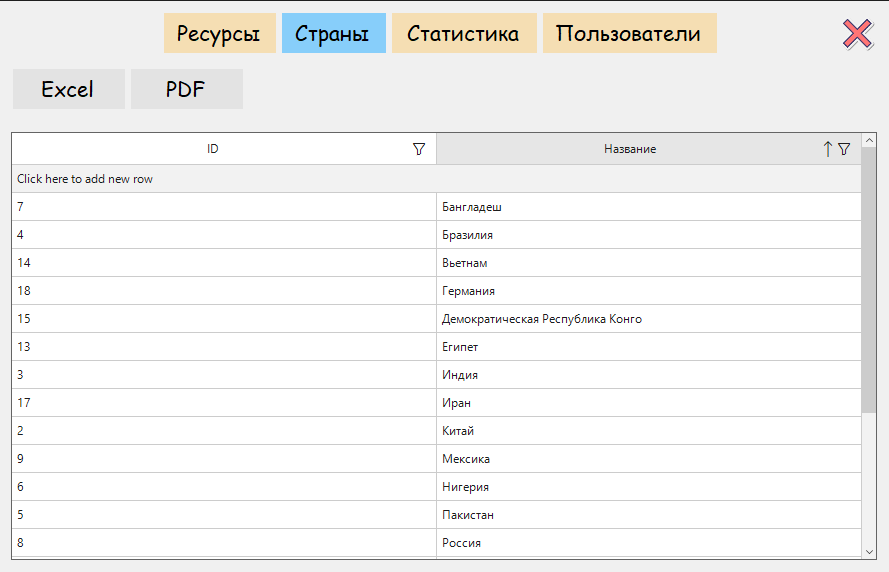 Ресурсы Страны Статистика Пользователи
Excel PDF
ID Название
Click here to add new row
7 Бангладеш
4 Бразилия
14 Вьетнам
18 Германия
15 Демократическая Республика Конго
13 Египет
3 Индия
17 Иран
2 Китай
9 Мексика
6 Нигерия
5 Пакистан
8 Россия